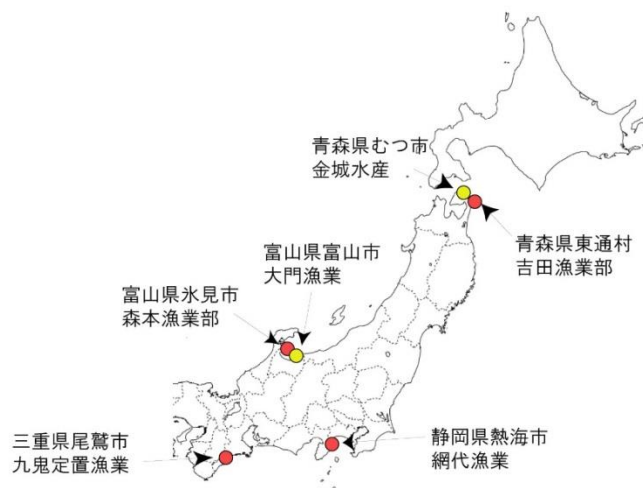 青森県むつ市
金城水産
青森県東通村
吉田漁業部
富山県富山市
大門漁業
富山県氷見市
森本漁業部
三重県尾鷲市
九鬼定置漁業
静岡県熱海市
網代漁業